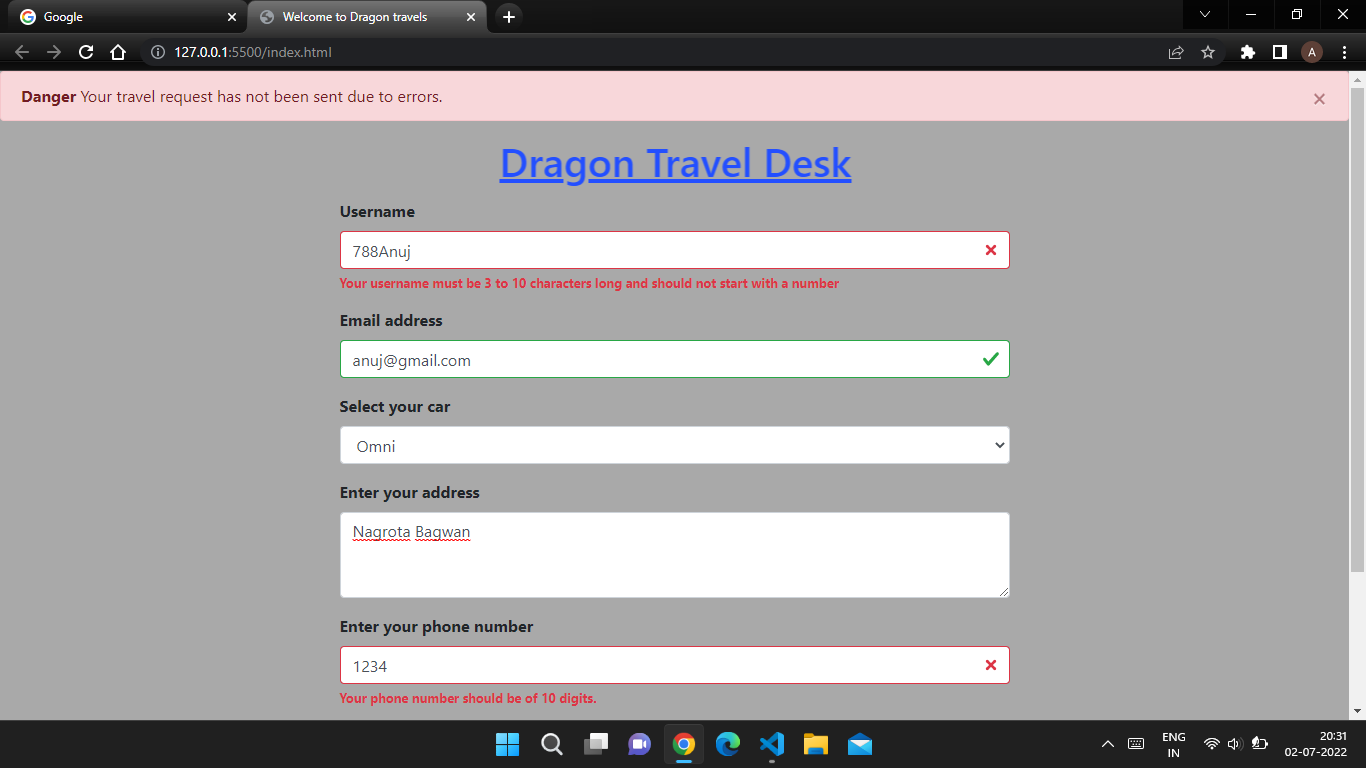 Google
Welcome to Dragon travels
127.0.0.1:5500/index.html
A
Danger Your travel request has not been sent due to errors.
Dragon Travel Desk
Username
788Anuj
Your username must be 3 to 10 characters long and should not start with a number
Email address
anuj@gmail.com
Select your car
Omni
Enter your address
Nagrota Bagwan
Enter your phone number
1234
Your phone number should be of 10 digits.
ENG
IN
20:31
02-07-2022